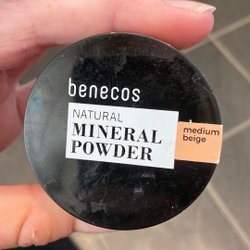 benecos
NATURAL
MINERAL
POWDER
medium
beige